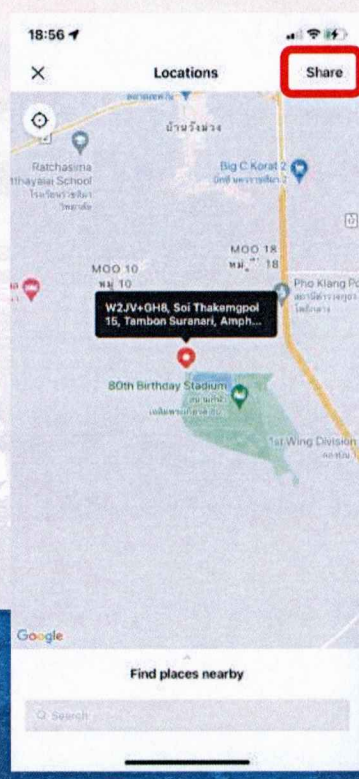 18:56
Locations
Share
บ้านวังม่วง
Ratchasima
Big C Korat 2
MOO 18
หมู่ 18
MOO 10
หมู่ 10
Pho Klang Po
W2JV+GH8, Soi Thakemgpol
15, Tambon Suranari, Amph...
80th Birthday Stadium
1st Wing Division
Google
Find places nearby
Search